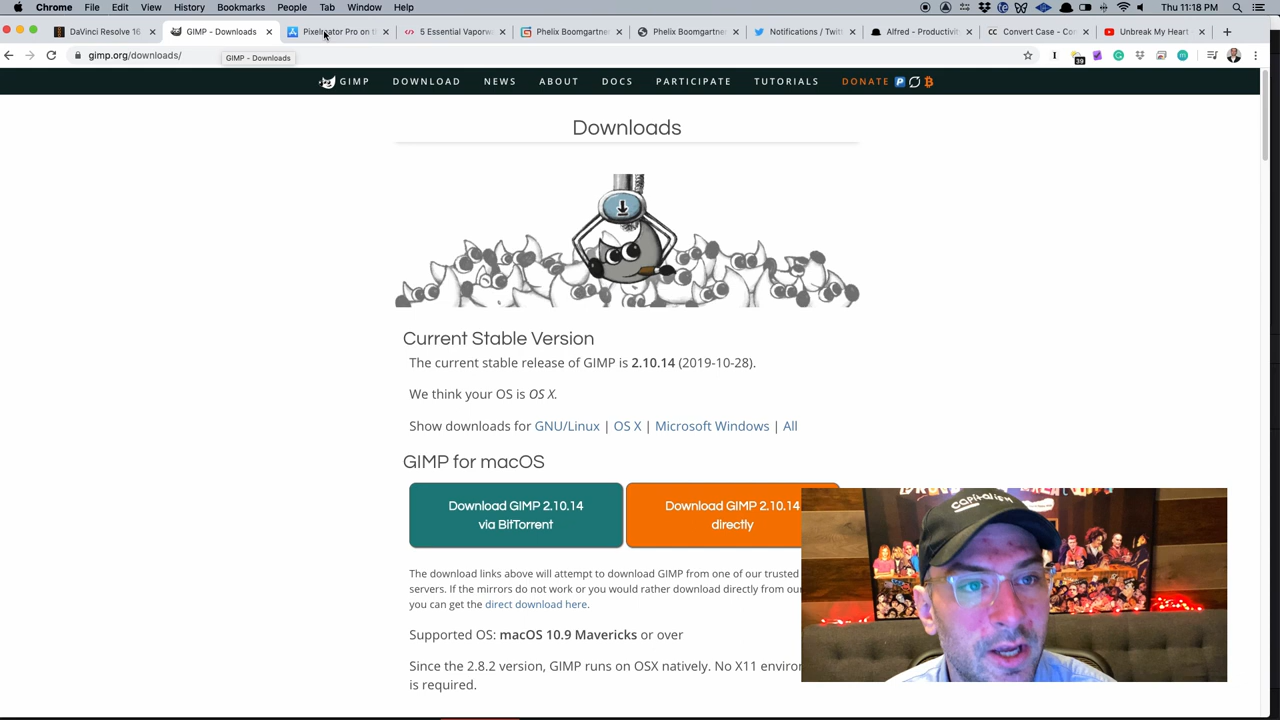 Chrome File Edit View History Bookmarks People Tab Window Help Thu 11:18 PM
DaVinci Resolve 16 GIMP - Downloads Pixelmator Pro on t 5 Essential Vaporw Phelix Boomgartne Phelix Boomgartner Notifications / Twitt Alfred - Productivit CC Convert Case - Co Unbreak My Heart
gimp.org/downloads/
GIMP - Downloads
39
GIMP DOWNLOAD NEWS ABOUT DOCS PARTICIPATE TUTORIALS DONATE
Downloads
Current Stable Version
The current stable release of GIMP is 2.10.14 (2019-10-28).
We think your OS is OS X.
Show downloads for GNU/Linux | OS X | Microsoft Windows | All
GIMP for macOS
Download GIMP 2.10.14
via BitTorrent
Download GIMP 2.10.14
directly
The download links above will attempt to download GIMP from one of our trusted
servers. If the mirrors do not work or you would rather download directly from our
you can get the direct download here.
Supported OS: macOS 10.9 Mavericks or over
Since the 2.8.2 version, GIMP runs on OSX natively. No X11 enviro
is required.
capitalism